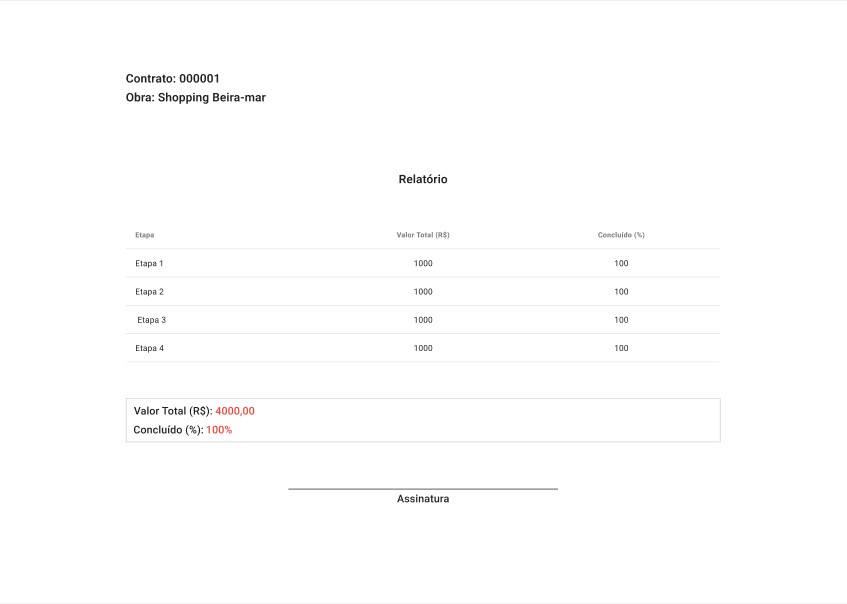 Contrato: 000001
Obra: Shopping Beira-mar
Relatório
Etapa Valor Total (R$) Concluído (%)
Etapa 1 1000 100
Etapa 2 1000 100
Etapa 3 1000 100
Etapa 4 1000 100
Valor Total (R$): 4000,00
Concluído (%): 100%
Assinatura